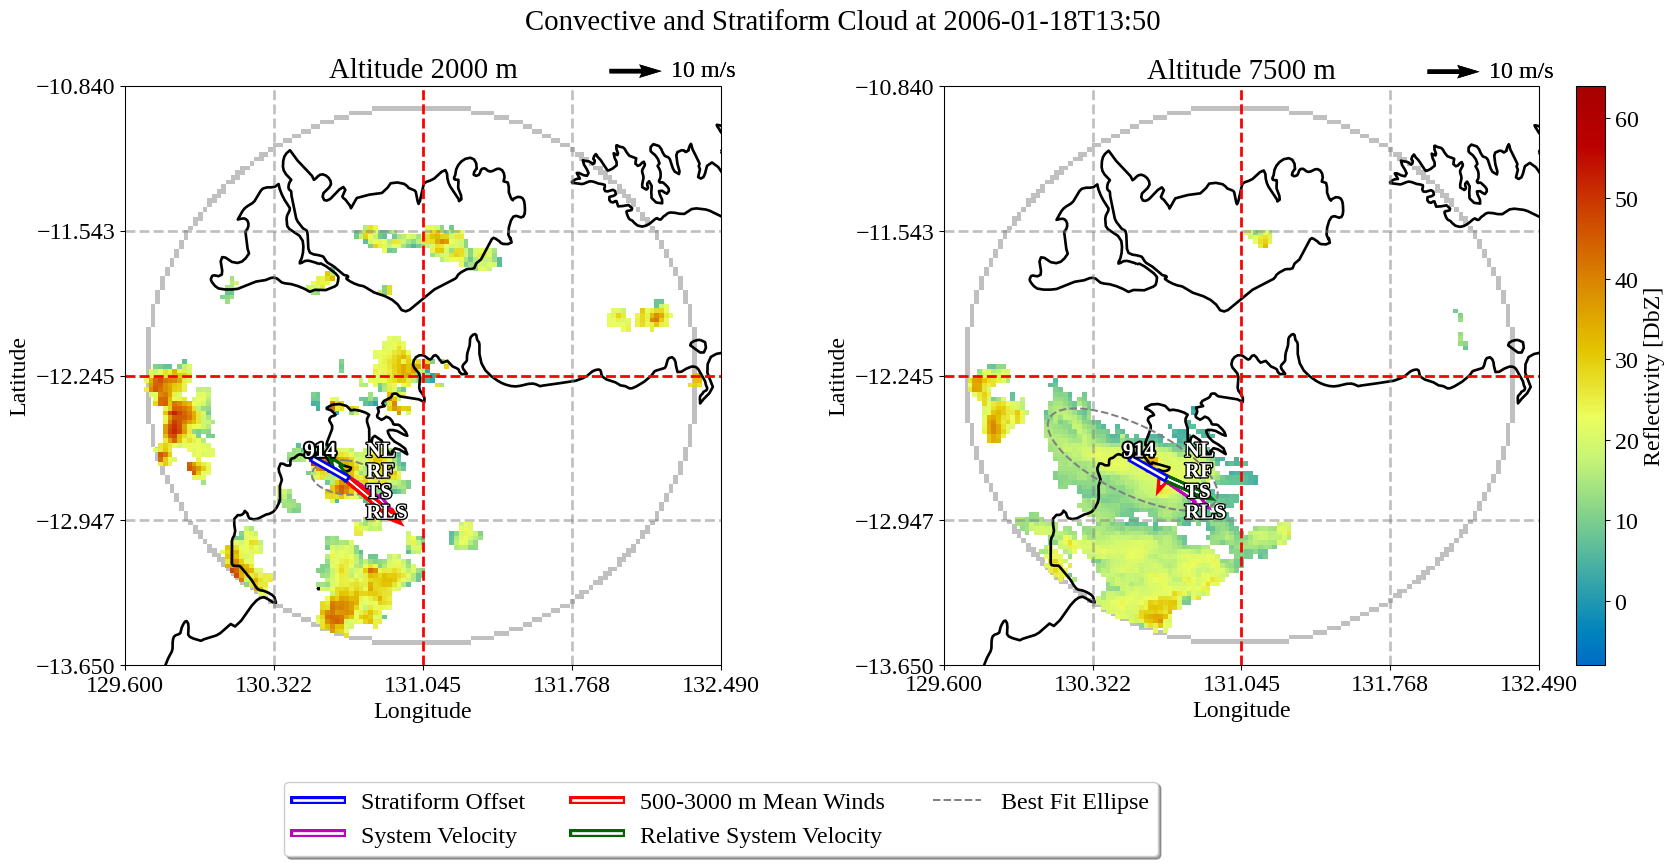 Convective and Stratiform Cloud at 2006-01-18T13:50
Altitude 2000 m
10 m/s
Altitude 7500 m
10 m/s
−10.840
−11.543
−12.245
−12.947
−13.650
Latitude
129.600
130.322
131.045
131.768
132.490
Longitude
914
NL
RF
TS
RLS
−10.840
−11.543
−12.245
−12.947
−13.650
Latitude
129.600
130.322
131.045
131.768
132.490
Longitude
914
NL
RF
TS
RLS
60
50
40
30
20
10
0
Reflectivity [DbZ]
Stratiform Offset
System Velocity
500-3000 m Mean Winds
Relative System Velocity
Best Fit Ellipse